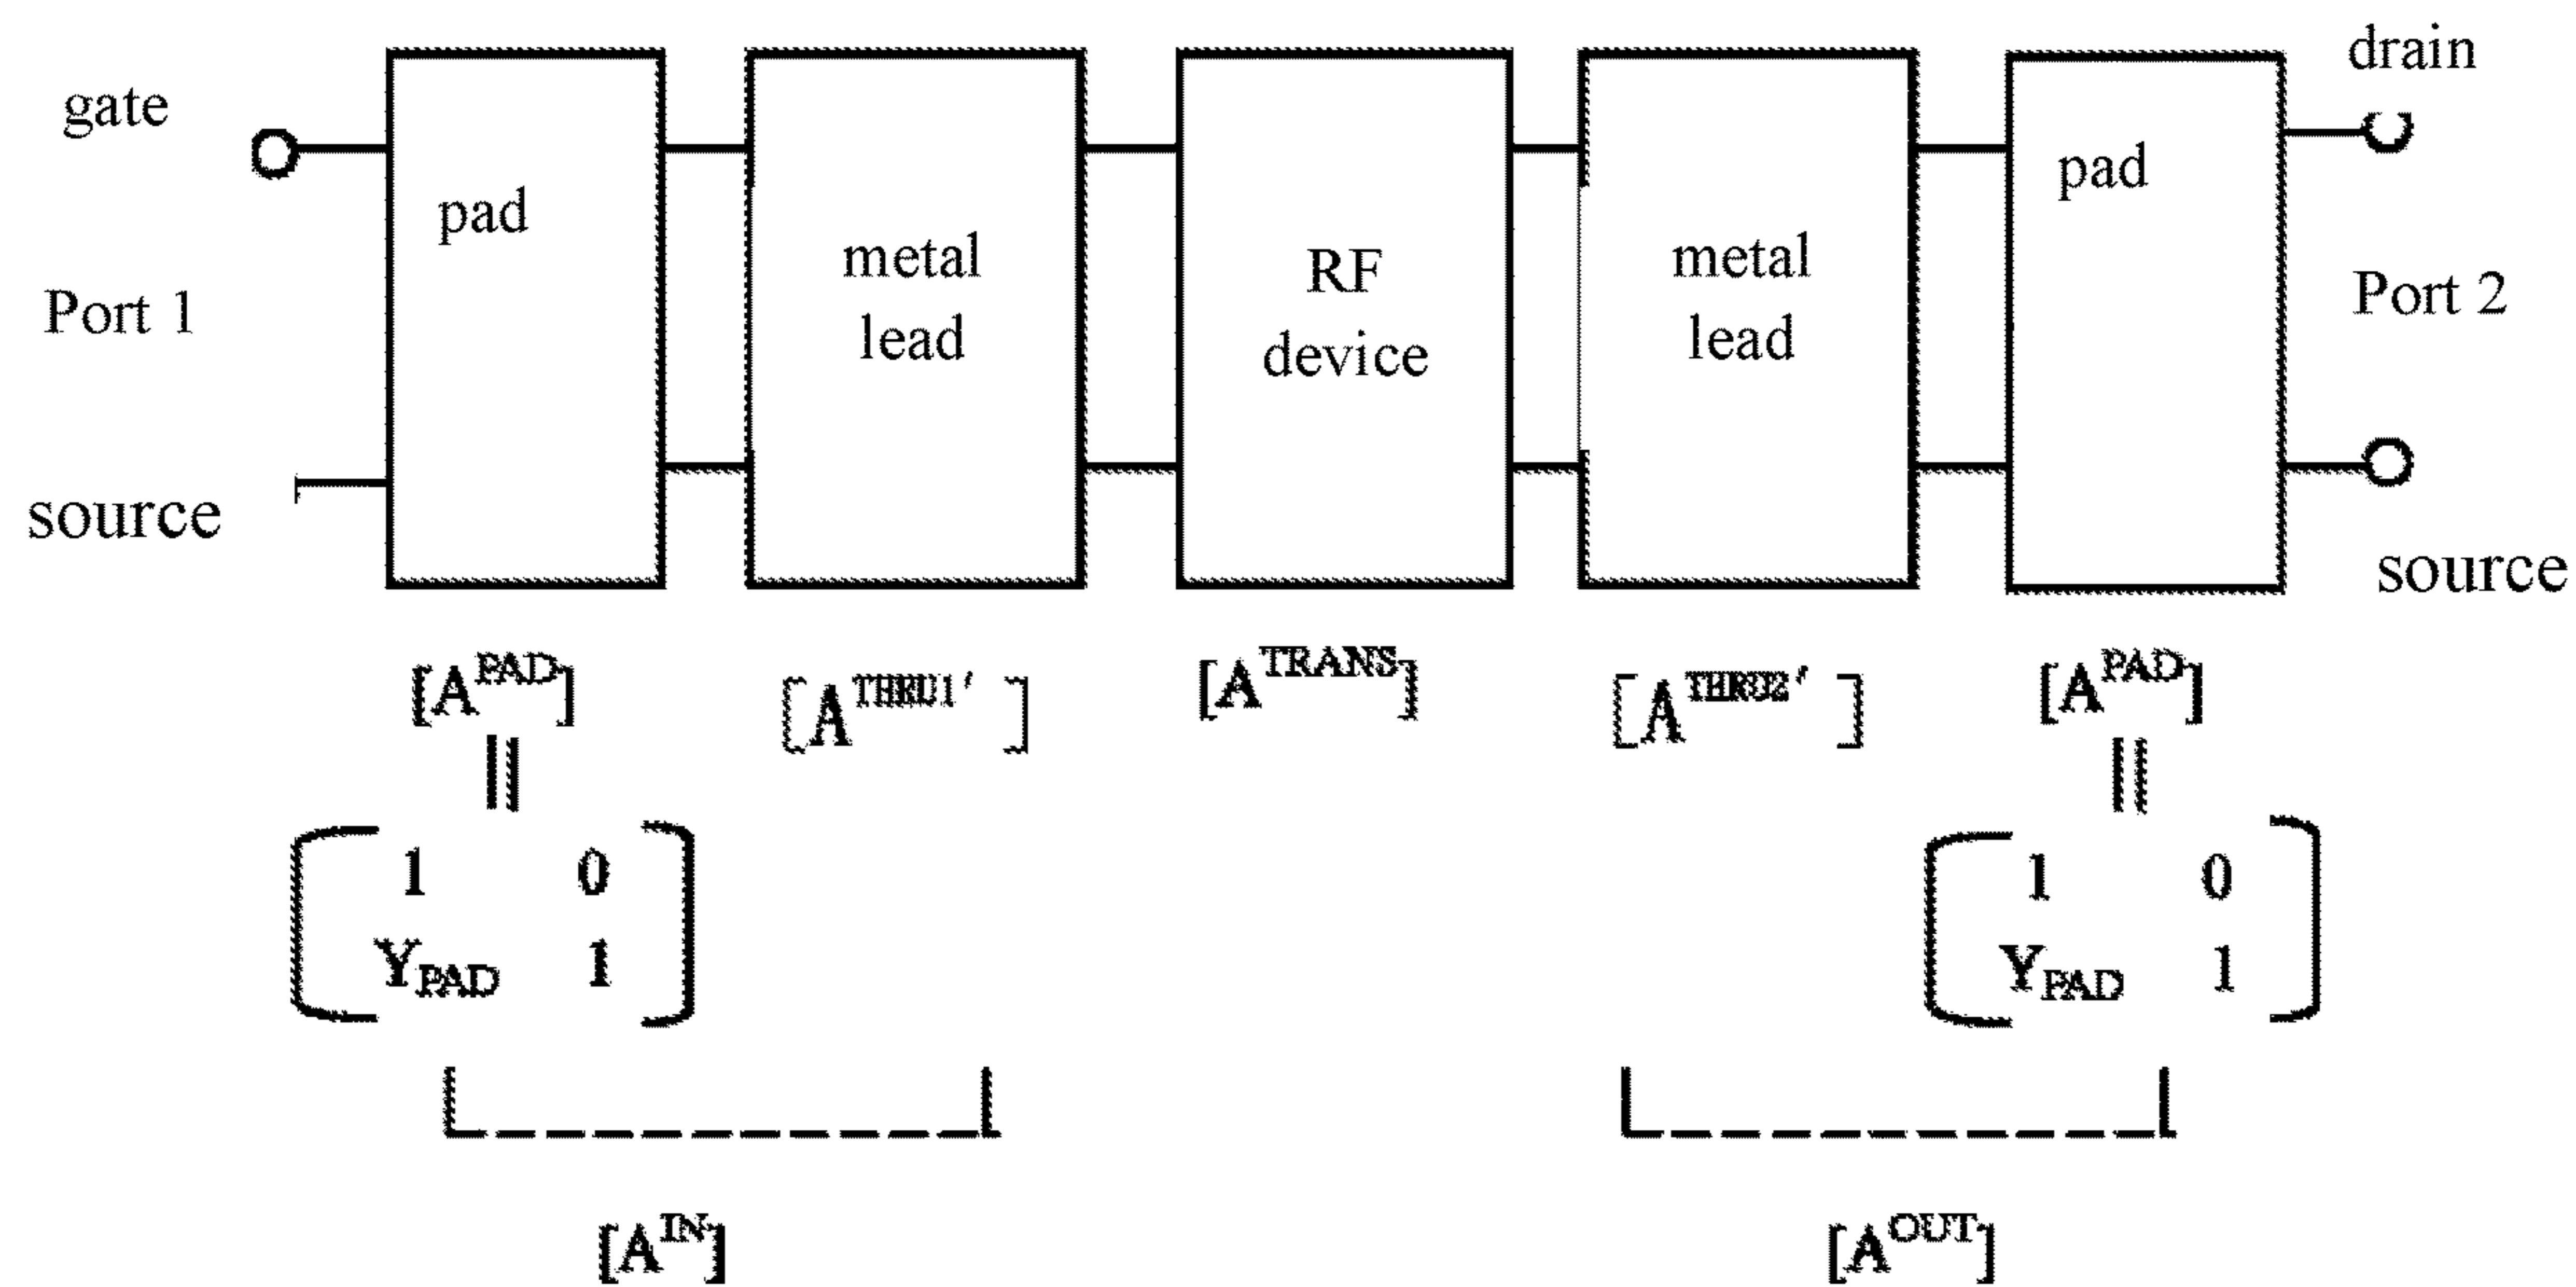 gate
drain
pad
metal
lead
RF
device
metal
lead
pad
Port 1
Port 2
source
source
[A^PAD]
[A^THRU1′]
[A^TRANS]
[A^THRU2′]
[A^PAD]
1 0
Y_PAD 1
1 0
Y_PAD 1
[A^IN]
[A^OUT]